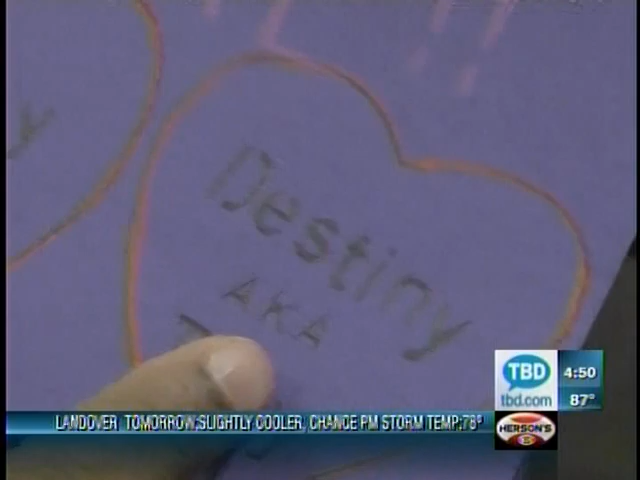 y
Destiny
AKA
TBD
tbd.com
4:50
87°
LANDOVER TOMORROW:SLIGHTLY COOLER, CHANCE PM STORM TEMP:78°
HERSON'S